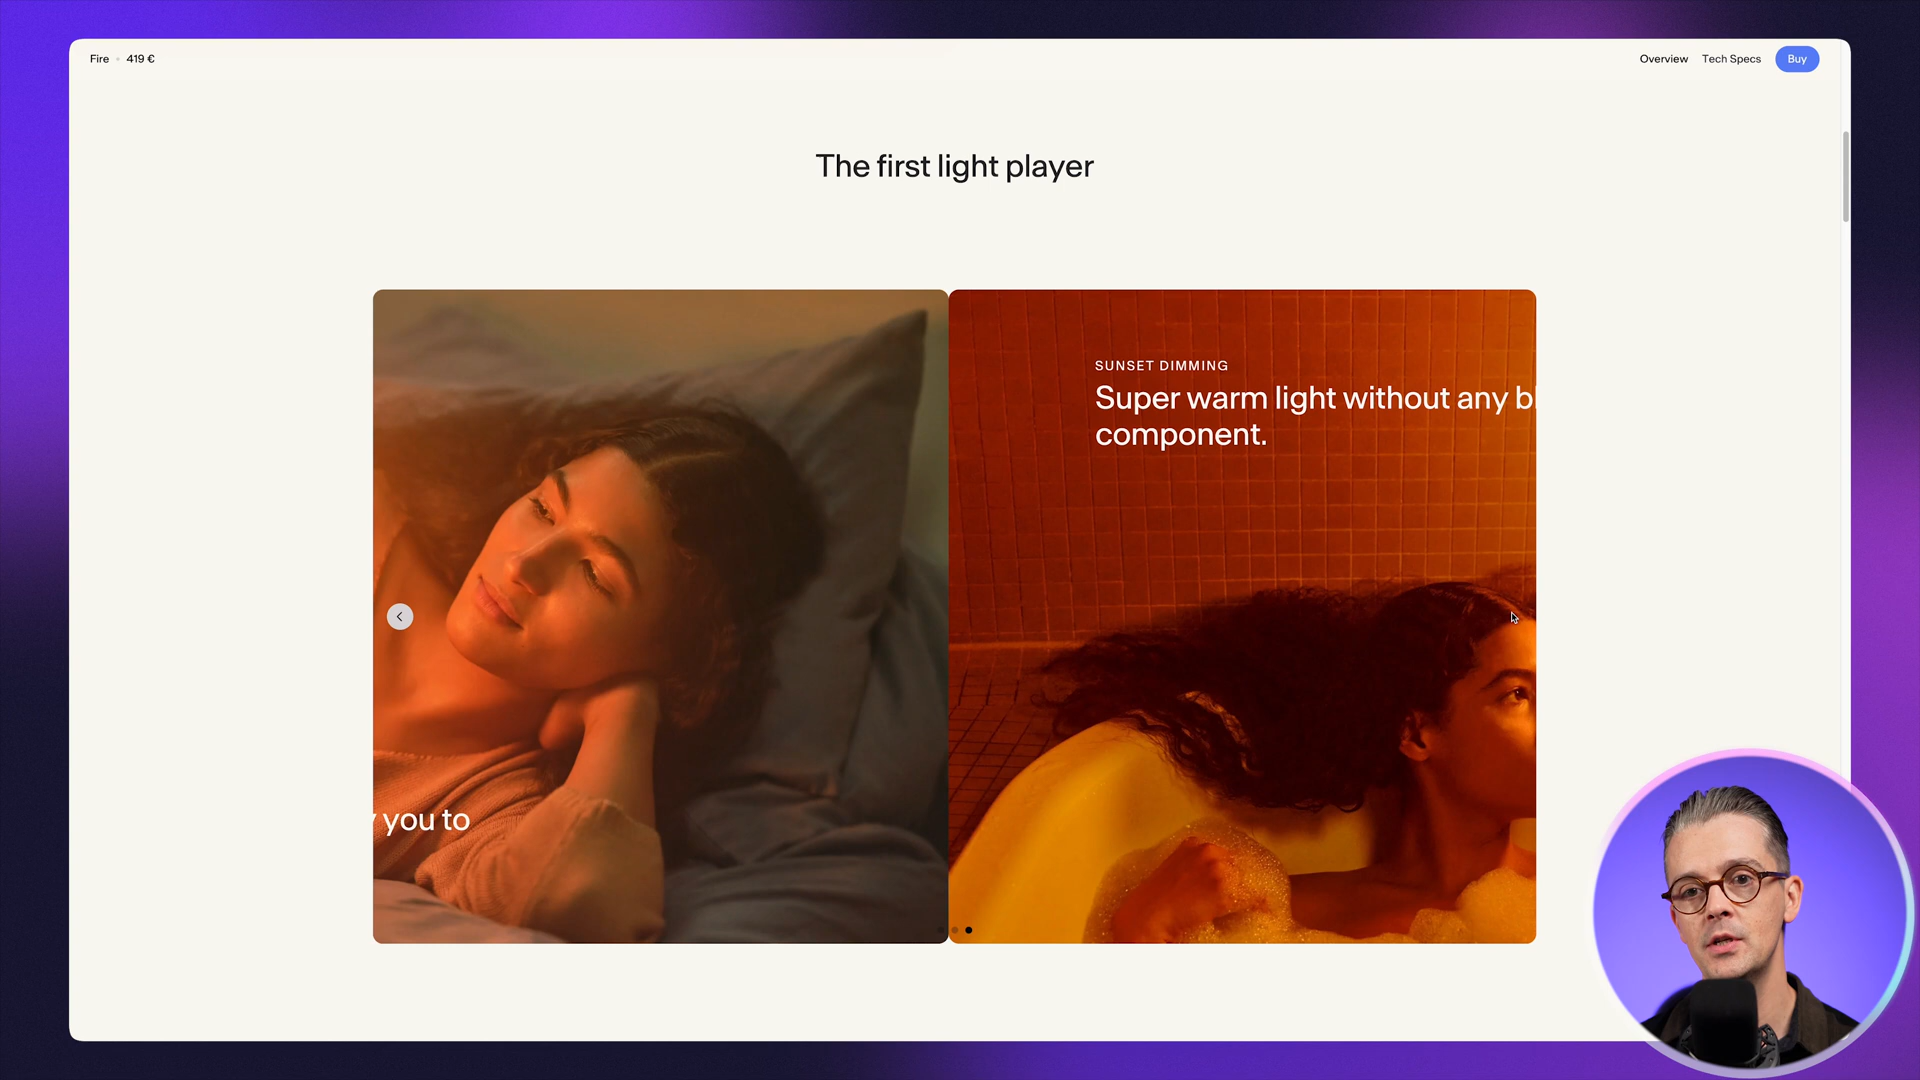 Fire • 419 €
Overview Tech Specs Buy
The first light player
SUNSET DIMMING
Super warm light without any
component.
you to